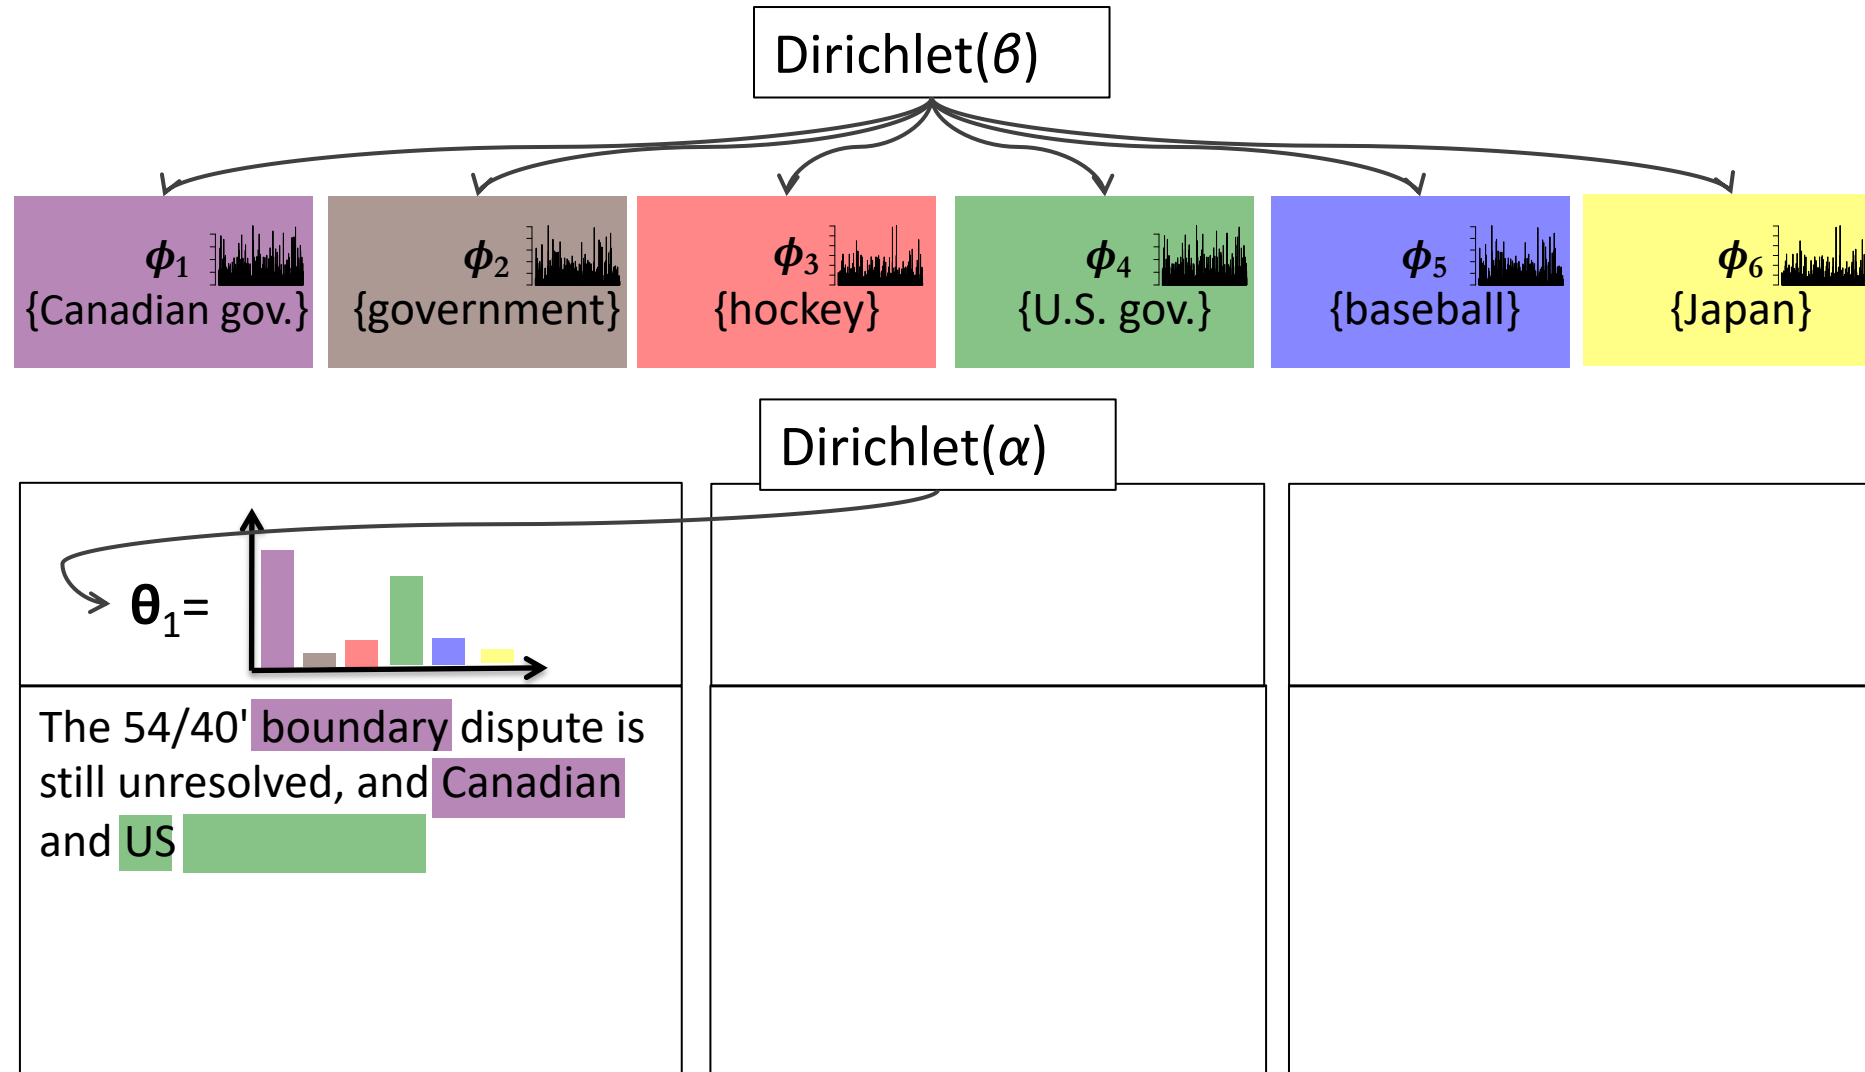 Dirichlet(β)
ϕ1
{Canadian gov.}
ϕ2
{government}
ϕ3
{hockey}
ϕ4
{U.S. gov.}
ϕ5
{baseball}
ϕ6
{Japan}
Dirichlet(α)
θ1=
The 54/40' boundary dispute is
still unresolved, and Canadian
and US